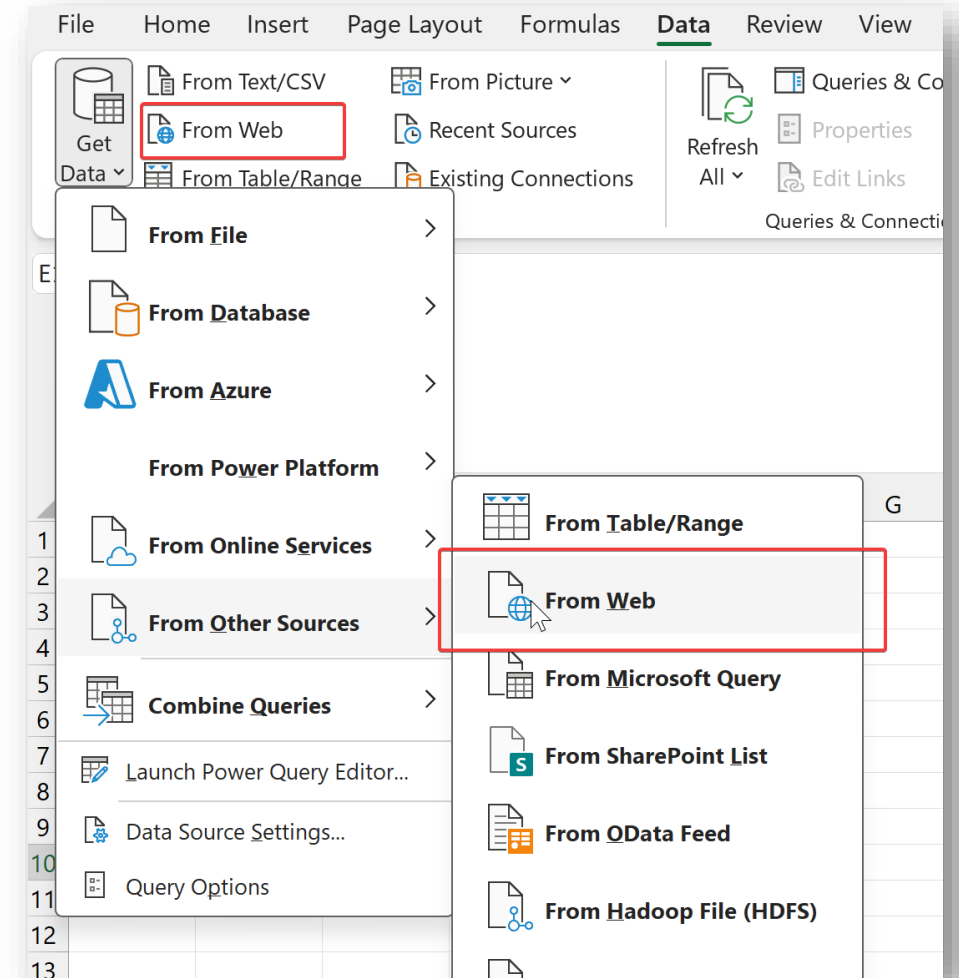 File Home Insert Page Layout Formulas Data Review View
From Text/CSV
From Web
From Table/Range
Get
Data
From Picture
Recent Sources
Existing Connections
Refresh
All
Queries & Co
Properties
Edit Links
Queries & Connecti
E
From File
From Database
From Azure
From Power Platform
From Online Services
From Other Sources
Combine Queries
Launch Power Query Editor...
Data Source Settings...
Query Options
From Table/Range
From Web
From Microsoft Query
From SharePoint List
From OData Feed
From Hadoop File (HDFS)
G
1
2
3
4
5
6
7
8
9
10
11
12
13